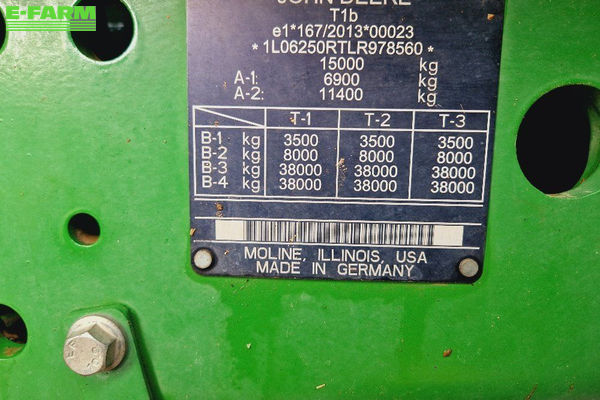 E-FARM
JOHN DEERE
T1b
e1*167/2013*00023
*1L06250RTLR978560*
15000 kg
A-1: 6900 kg
A-2: 11400 kg
T-1 T-2 T-3
B-1 kg 3500 3500 3500
B-2 kg 8000 8000 8000
B-3 kg 38000 38000 38000
B-4 kg 38000 38000 38000
MOLINE, ILLINOIS, USA
MADE IN GERMANY